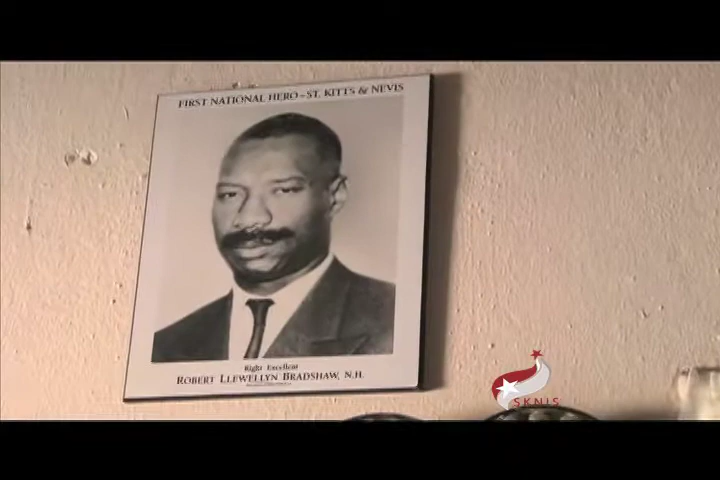 FIRST NATIONAL HERO - ST. KITTS & NEVIS
Right Excellent
ROBERT LLEWELLYN BRADSHAW, N.H.
SKNIS